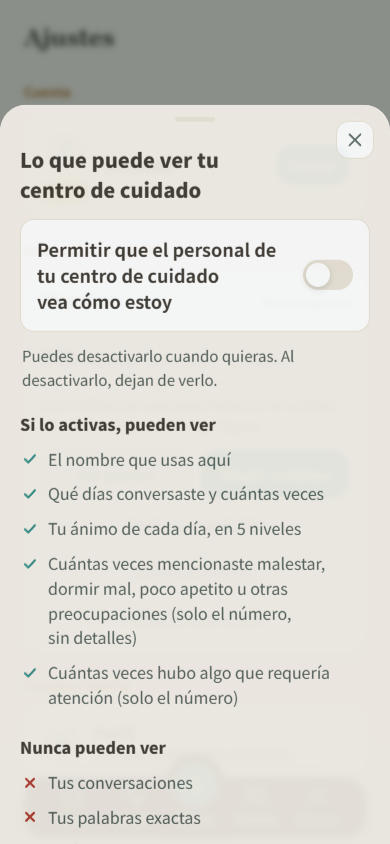 Ajustes
Cuenta
Lo que puede ver tu
centro de cuidado
Permitir que el personal de
tu centro de cuidado
vea cómo estoy
Puedes desactivarlo cuando quieras. Al
desactivarlo, dejan de verlo.
Si lo activas, pueden ver
El nombre que usas aquí
Qué días conversaste y cuántas veces
Tu ánimo de cada día, en 5 niveles
Cuántas veces mencionaste malestar,
dormir mal, poco apetito u otras
preocupaciones (solo el número,
sin detalles)
Cuántas veces hubo algo que requería
atención (solo el número)
Nunca pueden ver
Tus conversaciones
Tus palabras exactas